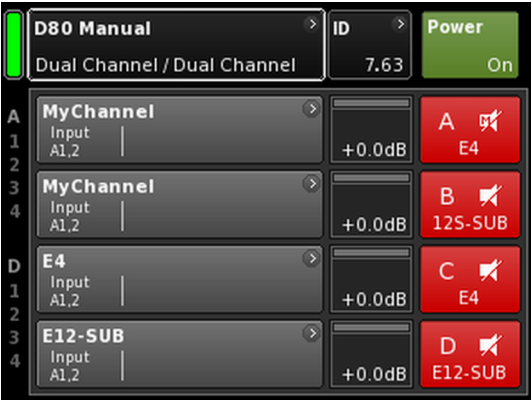 D80 Manual
Dual Channel / Dual Channel
ID
7.63
Power
On
A
1
2
3
4
D
1
2
3
4
MyChannel
Input
A1,2
+0.0dB
A
E4
MyChannel
Input
A1,2
+0.0dB
B
12S-SUB
E4
Input
A1,2
+0.0dB
C
E4
E12-SUB
Input
A1,2
+0.0dB
D
E12-SUB